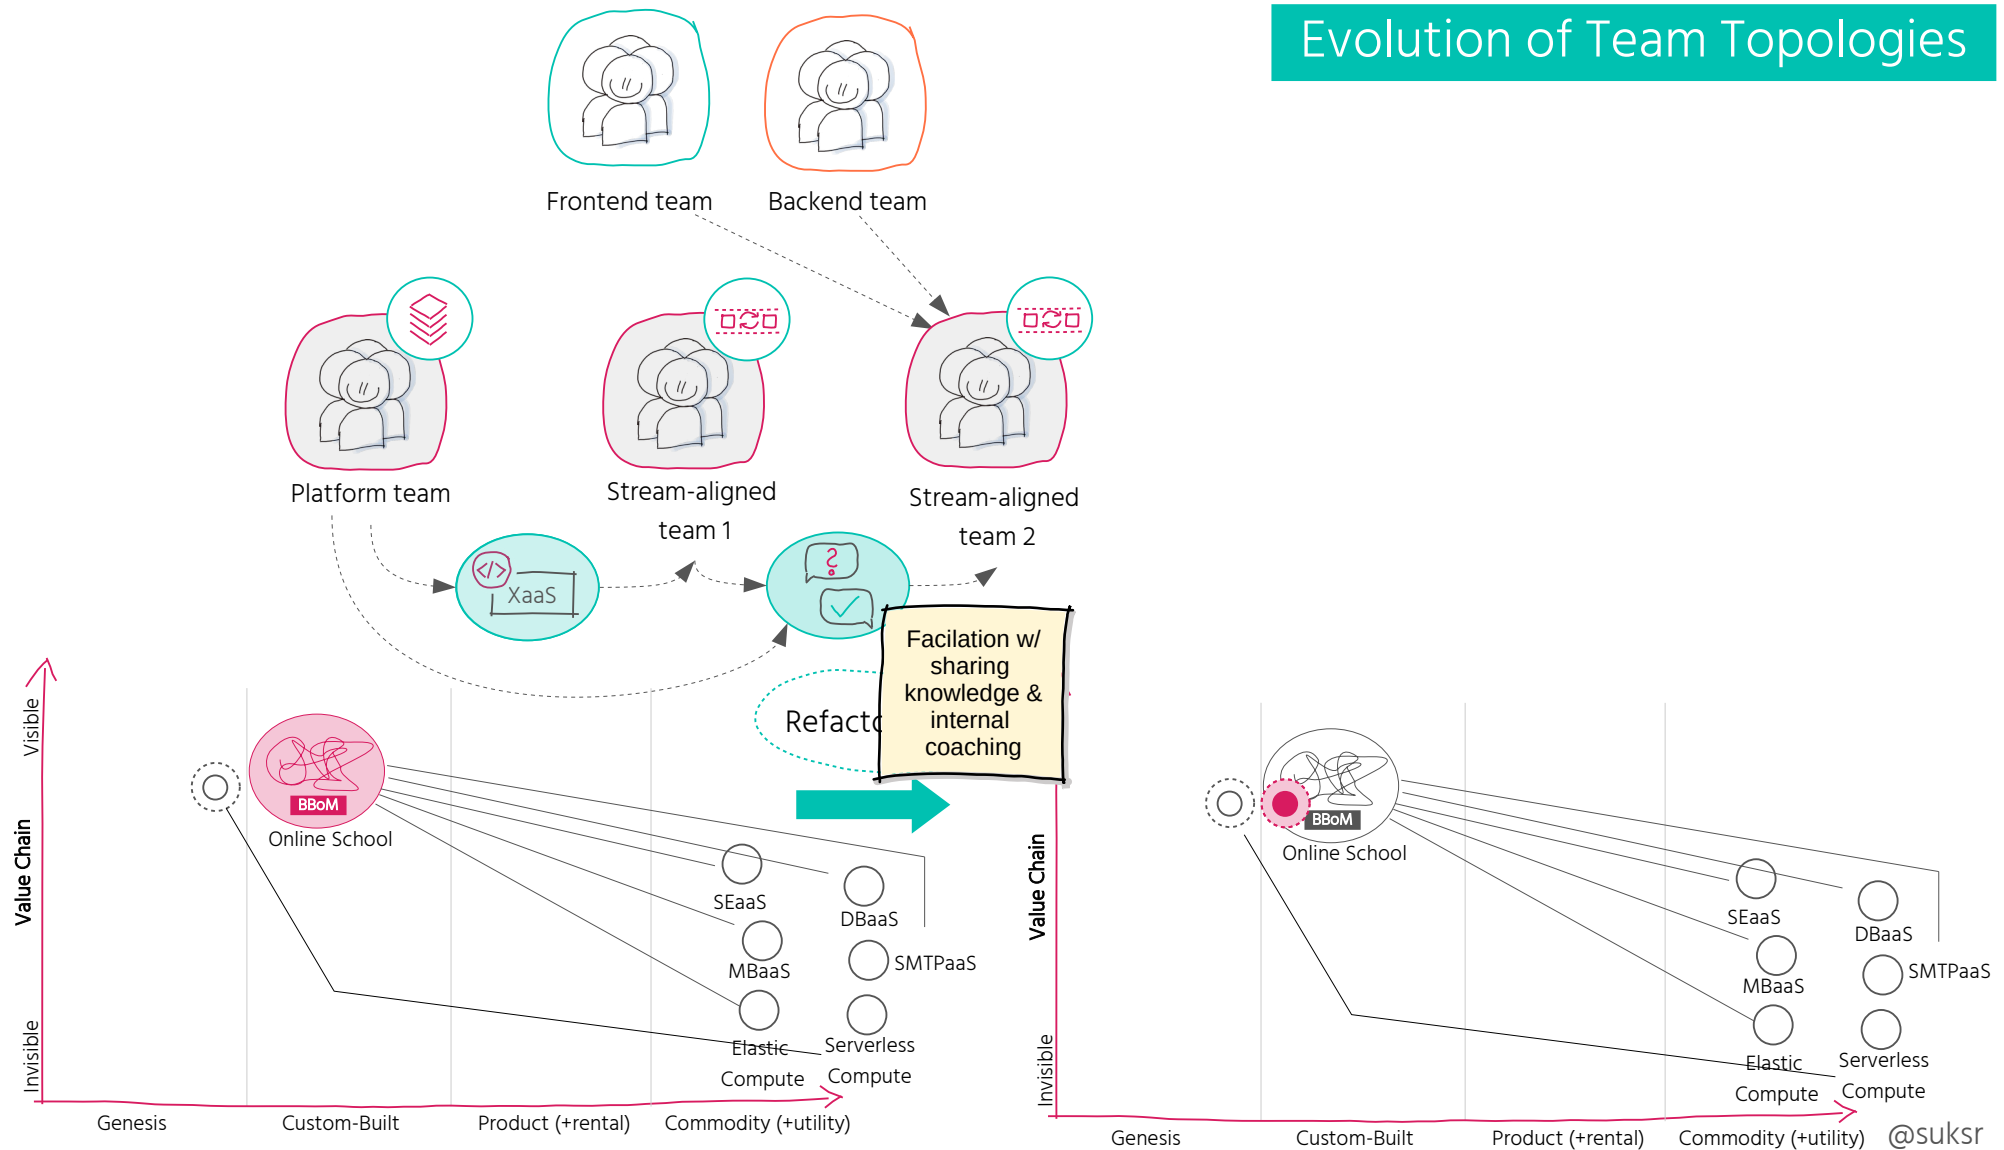 Evolution of Team Topologies
Frontend team
Backend team
Platform team
Stream-aligned
team 1
Stream-aligned
team 2
XaaS
?
Facilation w/
sharing
knowledge &
internal
coaching
Visible
Value Chain
Invisible
BBoM
Online School
SEaaS
DBaaS
MBaaS
SMTPaaS
Elastic
Compute
Serverless
Compute
Genesis
Custom-Built
Product (+rental)
Commodity (+utility)
Value Chain
Invisible
BBoM
Online School
SEaaS
DBaaS
MBaaS
SMTPaaS
Elastic
Compute
Serverless
Compute
Genesis
Custom-Built
Product (+rental)
Commodity (+utility)
@suksr